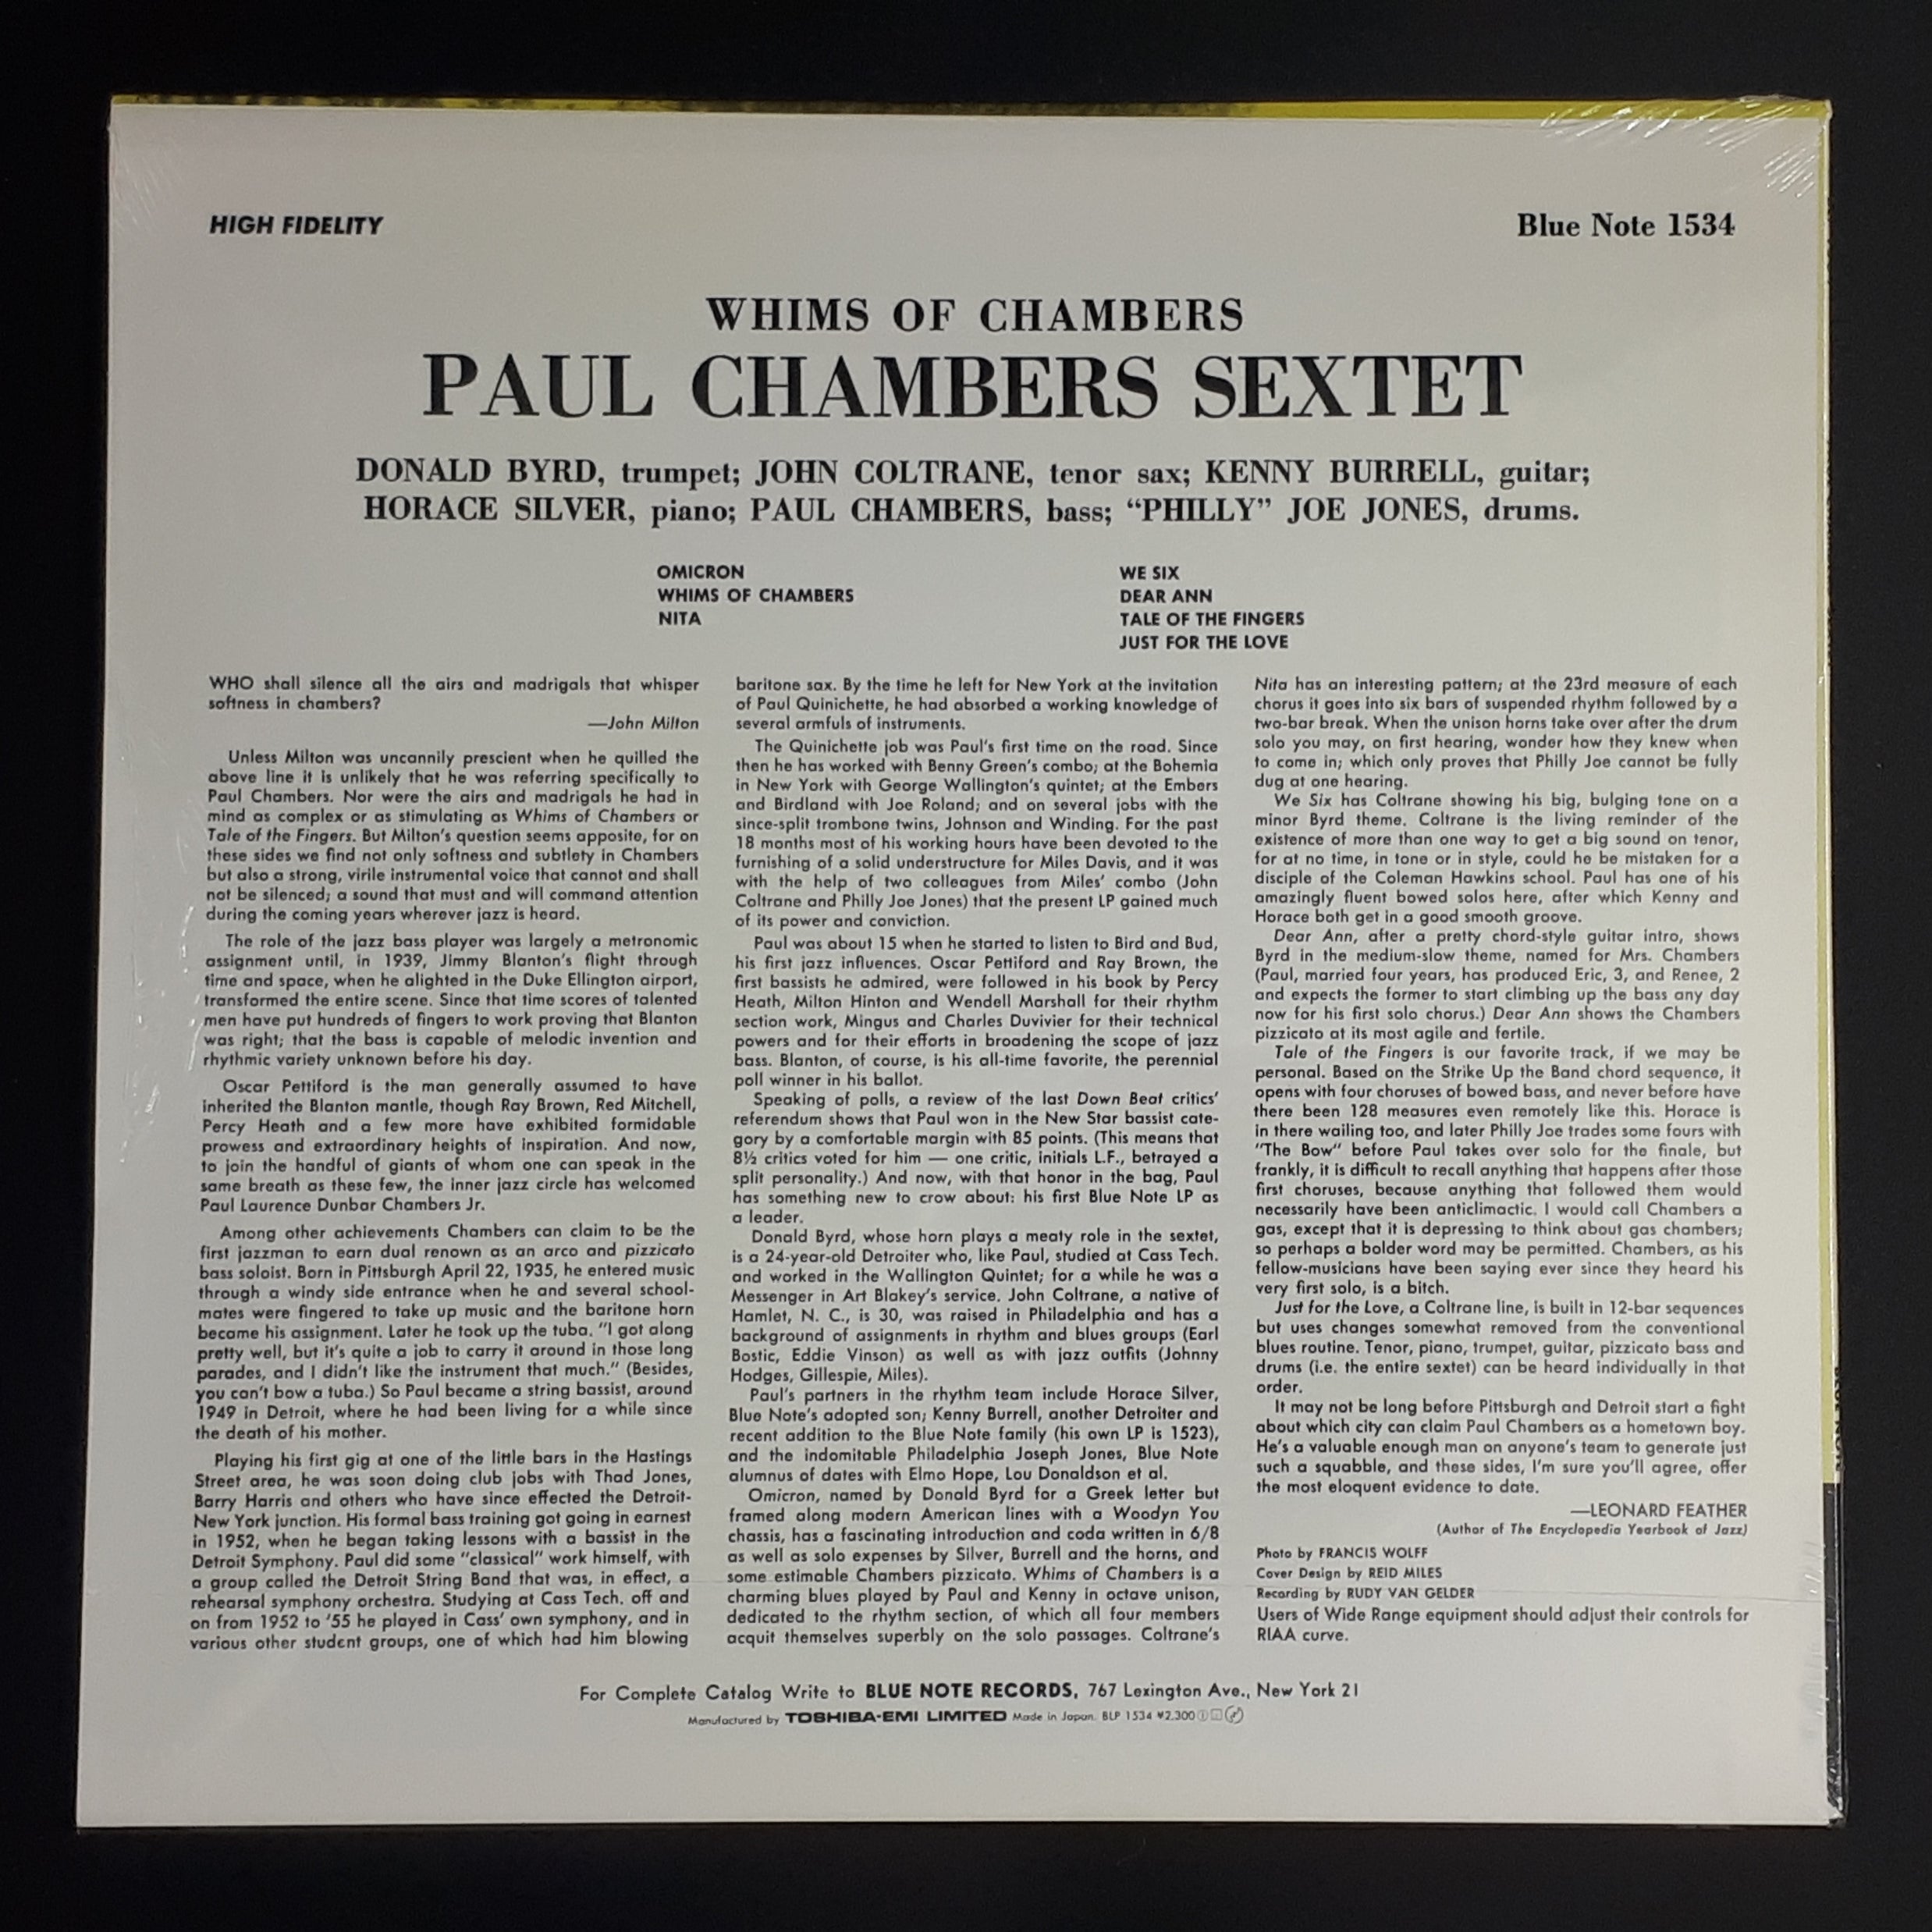 HIGH FIDELITY
Blue Note 1534
WHIMS OF CHAMBERS
PAUL CHAMBERS SEXTET
DONALD BYRD, trumpet; JOHN COLTRANE, tenor sax; KENNY BURRELL, guitar;
HORACE SILVER, piano; PAUL CHAMBERS, bass; “PHILLY” JOE JONES, drums.
OMICRON
WHIMS OF CHAMBERS
NITA
WE SIX
DEAR ANN
TALE OF THE FINGERS
JUST FOR THE LOVE
WHO shall silence all the airs and madrigals that whisper
softness in chambers?
—John Milton
Unless Milton was uncannily prescient when he quilled the
above line it is unlikely that he was referring specifically to
Paul Chambers. Nor were the airs and madrigals he had in
mind as complex or as stimulating as Whims of Chambers or
Tale of the Fingers. But Milton's question seems apposite, for on
these sides we find not only softness and subtlety in Chambers
but also a strong, virile instrumental voice that cannot and shall
not be silenced; a sound that must and will command attention
during the coming years wherever jazz is heard.
The role of the jazz bass player was largely a metronomic
assignment until, in 1939, Jimmy Blanton's flight through
time and space, when he alighted in the Duke Ellington airport,
transformed the entire scene. Since that time scores of talented
men have put hundreds of fingers to work proving that Blanton
was right; that the bass is capable of melodic invention and
rhythmic variety unknown before his day.
Oscar Pettiford is the man generally assumed to have
inherited the Blanton mantle, though Ray Brown, Red Mitchell,
Percy Heath and a few more have exhibited formidable
prowess and extraordinary heights of inspiration. And now,
to join the handful of giants of whom one can speak in the
same breath as these few, the inner jazz circle has welcomed
Paul Laurence Dunbar Chambers Jr.
Among other achievements Chambers can claim to be the
first jazzman to earn dual renown as an arco and pizzicato
bass soloist. Born in Pittsburgh April 22, 1935, he entered music
through a windy side entrance when he and several school-
mates were fingered to take up music and the baritone horn
became his assignment. Later he took up the tuba. "I got along
pretty well, but it's quite a job to carry it around in those long
parades, and I didn't like the instrument that much." (Besides,
you can't bow a tuba.) So Paul became a string bassist, around
1949 in Detroit, where he had been living for a while since
the death of his mother.
Playing his first gig at one of the little bars in the Hastings
Street area, he was soon doing club jobs with Thad Jones,
Barry Harris and others who have since effected the Detroit-
New York junction. His formal bass training got going in earnest
in 1952, when he began taking lessons with a bassist in the
Detroit Symphony. Paul did some "classical" work himself, with
a group called the Detroit String Band that was, in effect, a
rehearsal symphony orchestra. Studying at Cass Tech. off and
on from 1952 to '55 he played in Cass' own symphony, and in
various other student groups, one of which had him blowing
baritone sax. By the time he left for New York at the invitation
of Paul Quinichette, he had absorbed a working knowledge of
several armfuls of instruments.
The Quinichette job was Paul's first time on the road. Since
then he has worked with Benny Green's combo; at the Bohemia
in New York with George Wallington's quintet; at the Embers
and Birdland with Joe Roland; and on several jobs with the
since-split trombone twins, Johnson and Winding. For the past
18 months most of his working hours have been devoted to the
furnishing of a solid understructure for Miles Davis, and it was
with the help of two colleagues from Miles' combo (John
Coltrane and Philly Joe Jones) that the present LP gained much
of its power and conviction.
Paul was about 15 when he started to listen to Bird and Bud,
his first jazz influences. Oscar Pettiford and Ray Brown, the
first bassists he admired, were followed in his book by Percy
Heath, Milton Hinton and Wendell Marshall for their rhythm
section work, Mingus and Charles Duvivier for their technical
powers and for their efforts in broadening the scope of jazz
bass. Blanton, of course, is his all-time favorite, the perennial
poll winner in his ballot.
Speaking of polls, a review of the last Down Beat critics'
referendum shows that Paul won in the New Star bassist cate-
gory by a comfortable margin with 85 points. (This means that
8½ critics voted for him — one critic, initials L.F., betrayed a
split personality.) And now, with that honor in the bag, Paul
has something new to crow about: his first Blue Note LP as
a leader.
Donald Byrd, whose horn plays a meaty role in the sextet,
is a 24-year-old Detroiter who, like Paul, studied at Cass Tech.
and worked in the Wallington Quintet; for a while he was a
Messenger in Art Blakey's service. John Coltrane, a native of
Hamlet, N. C., is 30, was raised in Philadelphia and has a
background of assignments in rhythm and blues groups (Earl
Bostic, Eddie Vinson) as well as with jazz outfits (Johnny
Hodges, Gillespie, Miles).
Paul's partners in the rhythm team include Horace Silver,
Blue Note's adopted son; Kenny Burrell, another Detroiter and
recent addition to the Blue Note family (his own LP is 1523),
and the indomitable Philadelphia Joseph Jones, Blue Note
alumnus of dates with Elmo Hope, Lou Donaldson et al.
Omicron, named by Donald Byrd for a Greek letter but
framed along modern American lines with a Woodyn You
chassis, has a fascinating introduction and coda written in 6/8
as well as solo expenses by Silver, Burrell and the horns, and
some estimable Chambers pizzicato. Whims of Chambers is a
charming blues played by Paul and Kenny in octave unison,
dedicated to the rhythm section, of which all four members
acquit themselves superbly on the solo passages. Coltrane's
Nita has an interesting pattern; at the 23rd measure of each
chorus it goes into six bars of suspended rhythm followed by a
two-bar break. When the unison horns take over after the drum
solo you may, on first hearing, wonder how they knew when
to come in; which only proves that Philly Joe cannot be fully
dug at one hearing.
We Six has Coltrane showing his big, bulging tone on a
minor Byrd theme. Coltrane is the living reminder of the
existence of more than one way to get a big sound on tenor,
for at no time, in tone or in style, could he be mistaken for a
disciple of the Coleman Hawkins school. Paul has one of his
amazingly fluent bowed solos here, after which Kenny and
Horace both get in a good smooth groove.
Dear Ann, after a pretty chord-style guitar intro, shows
Byrd in the medium-slow theme, named for Mrs. Chambers
(Paul, married four years, has produced Eric, 3, and Renee, 2
and expects the former to start climbing up the bass any day
now for his first solo chorus.) Dear Ann shows the Chambers
pizzicato at its most agile and fertile.
Tale of the Fingers is our favorite track, if we may be
personal. Based on the Strike Up the Band chord sequence, it
opens with four choruses of bowed bass, and never before have
there been 128 measures even remotely like this. Horace is
in there wailing too, and later Philly Joe trades some fours with
"The Bow" before Paul takes over solo for the finale, but
frankly, it is difficult to recall anything that happens after those
first choruses, because anything that followed them would
necessarily have been anticlimactic. I would call Chambers a
gas, except that it is depressing to think about gas chambers;
so perhaps a bolder word may be permitted. Chambers, as his
fellow-musicians have been saying ever since they heard his
very first solo, is a bitch.
Just for the Love, a Coltrane line, is built in 12-bar sequences
but uses changes somewhat removed from the conventional
blues routine. Tenor, piano, trumpet, guitar, pizzicato bass and
drums (i.e. the entire sextet) can be heard individually in that
order.
It may not be long before Pittsburgh and Detroit start a fight
about which city can claim Paul Chambers as a hometown boy.
He's a valuable enough man on anyone's team to generate just
such a squabble, and these sides, I'm sure you'll agree, offer
the most eloquent evidence to date.
—LEONARD FEATHER
(Author of The Encyclopedia Yearbook of Jazz)
Photo by FRANCIS WOLFF
Cover Design by REID MILES
Recording by RUDY VAN GELDER
Users of Wide Range equipment should adjust their controls for
RIAA curve.
For Complete Catalog Write to BLUE NOTE RECORDS, 767 Lexington Ave., New York 21
Manufactured by TOSHIBA-EMI LIMITED Made in Japan. BLP 1534 ¥2,300